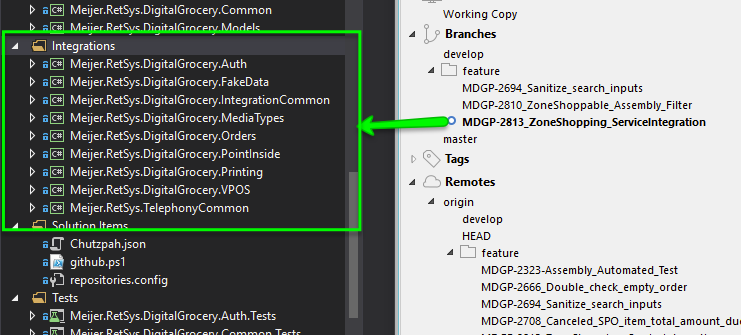 Meijer.RetSys.DigitalGrocery.Common
Meijer.RetSys.DigitalGrocery.Models
Integrations
Meijer.RetSys.DigitalGrocery.Auth
Meijer.RetSys.DigitalGrocery.FakeData
Meijer.RetSys.DigitalGrocery.IntegrationCommon
Meijer.RetSys.DigitalGrocery.MediaTypes
Meijer.RetSys.DigitalGrocery.Orders
Meijer.RetSys.DigitalGrocery.PointInside
Meijer.RetSys.DigitalGrocery.Printing
Meijer.RetSys.DigitalGrocery.VPOS
Meijer.RetSys.TelephonyCommon
Solution Items
Chutzpah.json
github.ps1
repositories.config
Tests
Meijer.RetSys.DigitalGrocery.Auth.Tests
Meijer.RetSys.DigitalGrocery.Common.Tests
Working Copy
Branches
develop
feature
MDGP-2694_Sanitize_search_inputs
MDGP-2810_ZoneShoppable_Assembly_Filter
MDGP-2813_ZoneShopping_ServiceIntegration
master
Tags
Remotes
origin
develop
HEAD
feature
MDGP-2323-Assembly_Automated_Test
MDGP-2666_Double_check_empty_order
MDGP-2694_Sanitize_search_inputs
MDGP-2708_Canceled_SPO_item_total_amount_du